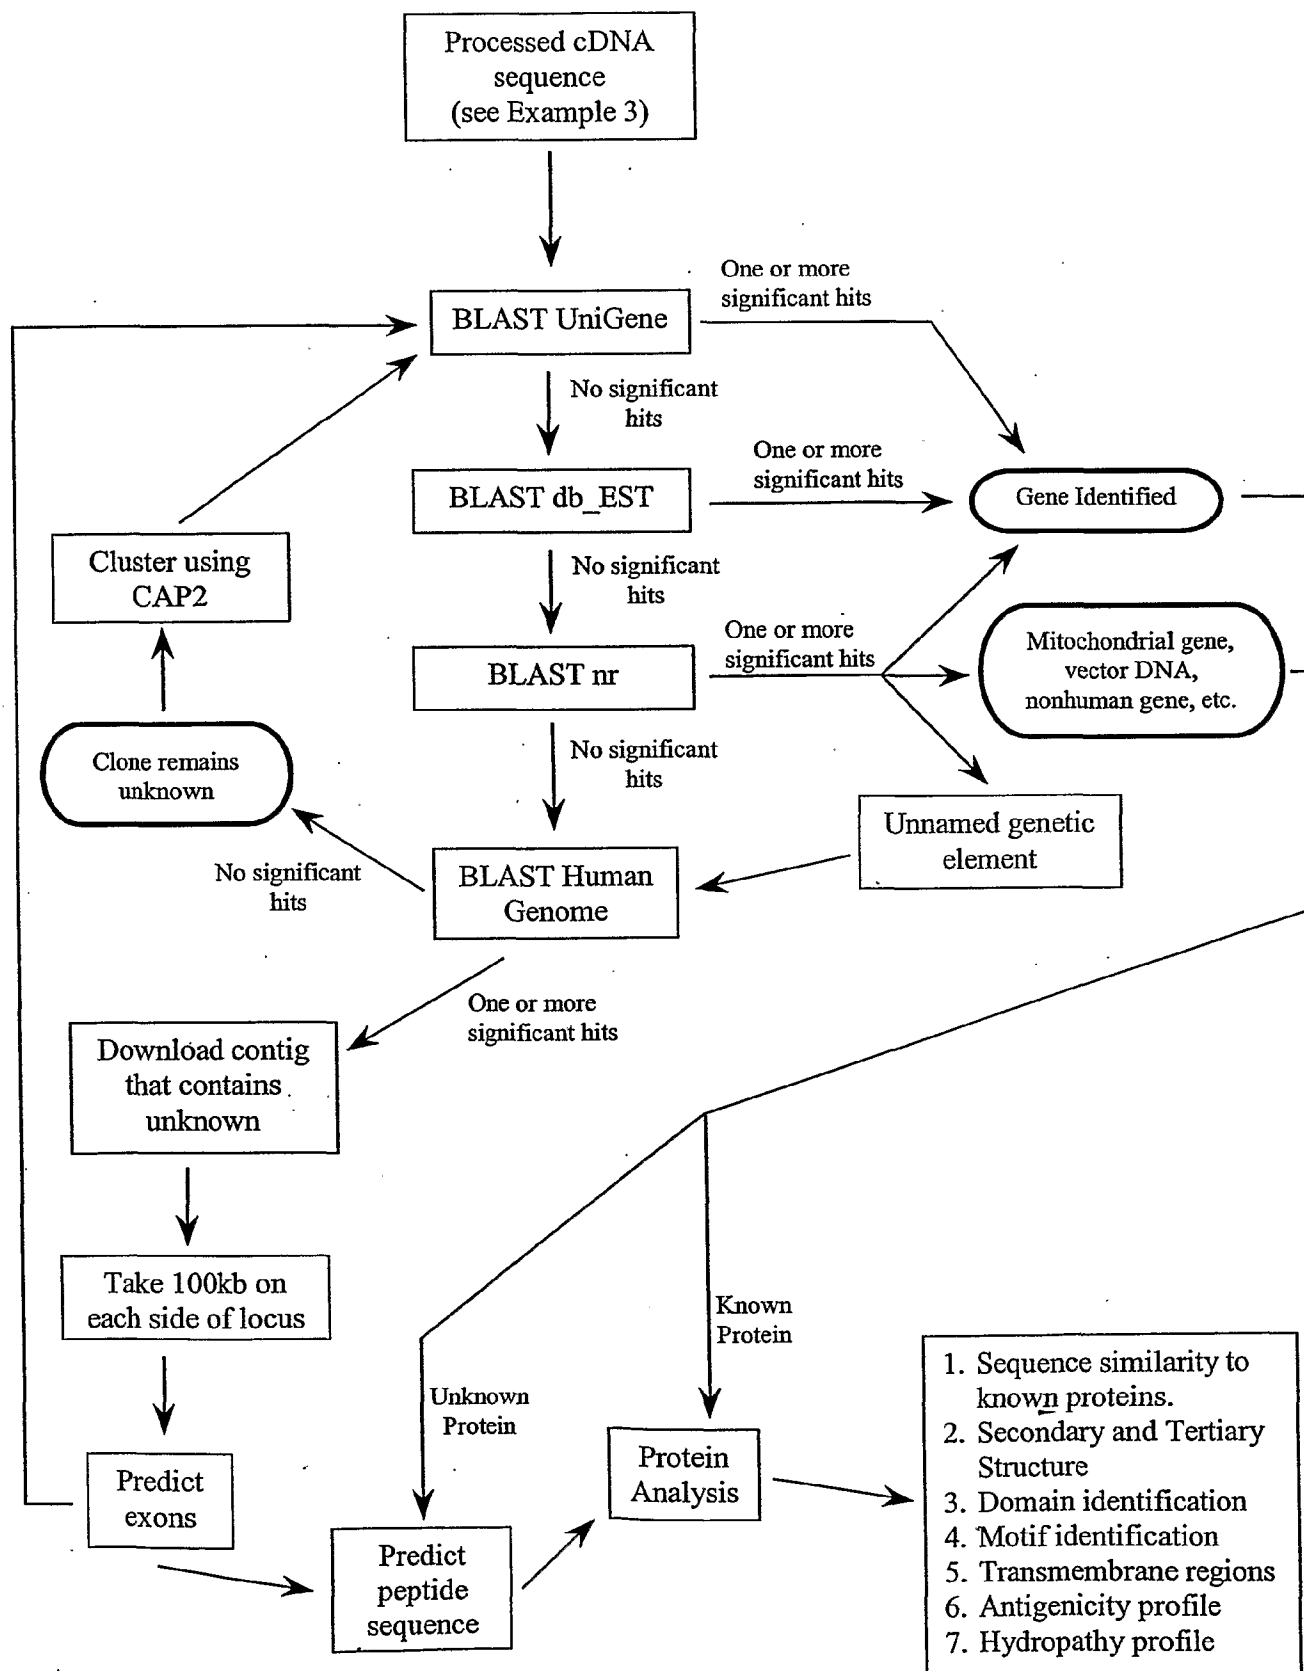 Processed cDNA
sequence
(see Example 3)
One or more
significant hits
BLAST UniGene
No significant
hits
One or more
significant hits
BLAST db_EST
Gene Identified
Cluster using
CAP2
No significant
hits
One or more
significant hits
BLAST nr
Mitochondrial gene,
vector DNA,
nonhuman gene, etc.
Clone remains
unknown
No significant
hits
Unnamed genetic
element
No significant
hits
BLAST Human
Genome
One or more
significant hits
Download contig
that contains
unknown
Take 100kb on
each side of locus
Known
Protein
Unknown
Protein
Predict
exons
Protein
Analysis
Predict
peptide
sequence
1. Sequence similarity to
known proteins.
2. Secondary and Tertiary
Structure
3. Domain identification
4. Motif identification
5. Transmembrane regions
6. Antigenicity profile
7. Hydropathy profile